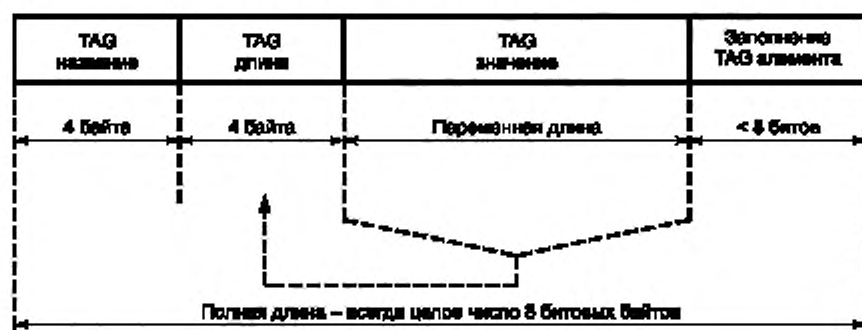 TAG
название
TAG
длина
TAG
значение
Заполнение
TAG элемента
4 байта
4 байта
Переменная длина
< 8 битов
Полная длина – всегда целое число 8 битовых байтов